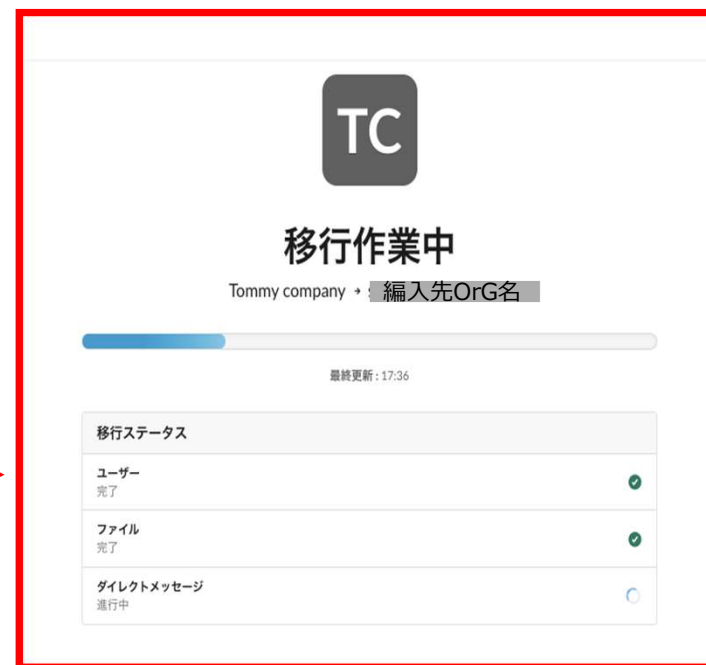 TC
移行作業中
Tommy company → 編入先OrG名
最終更新 : 17:36
移行ステータス
ユーザー
完了
ファイル
完了
ダイレクトメッセージ
進行中